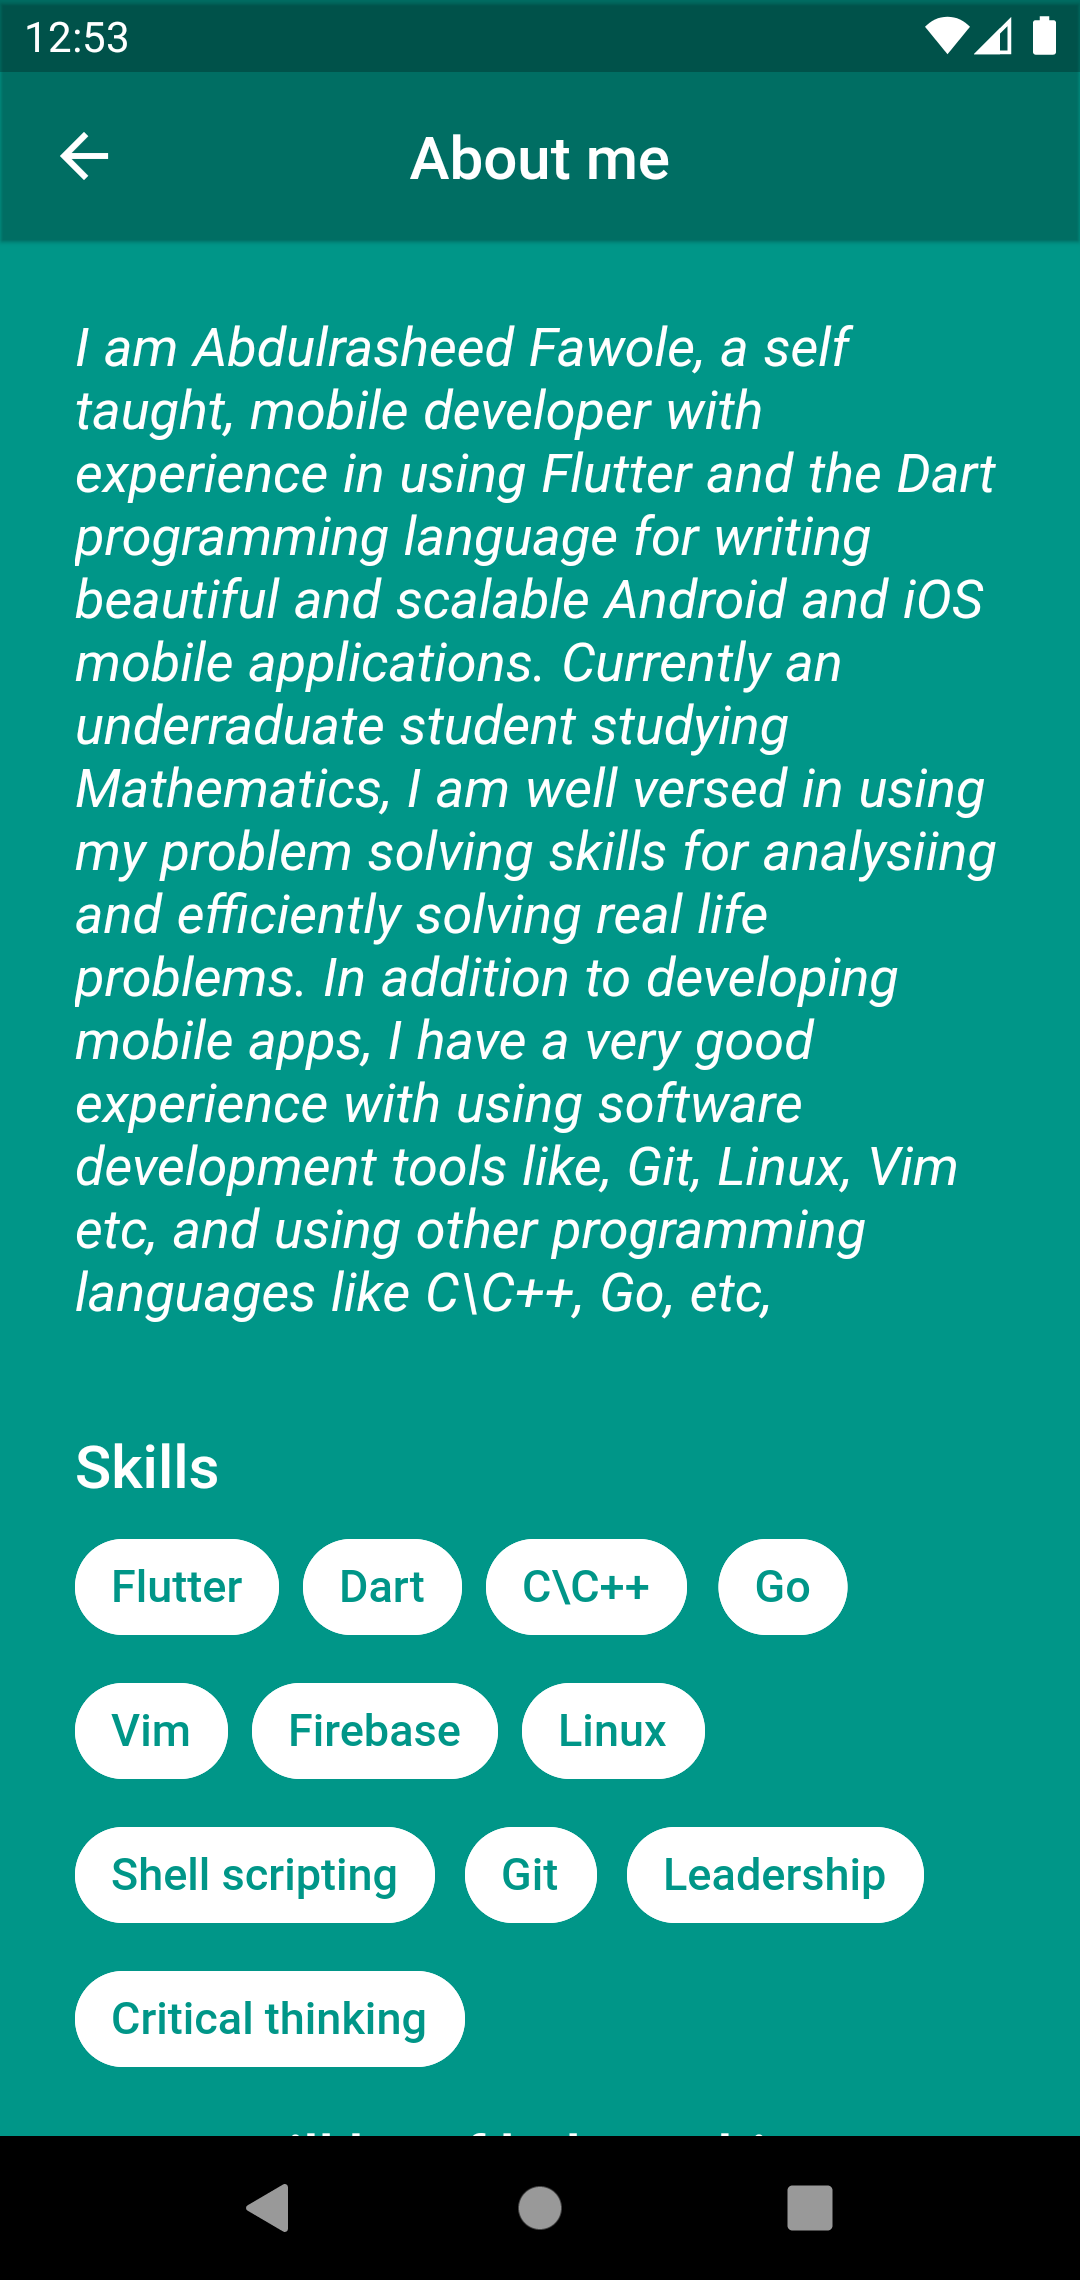 12:53
About me
I am Abdulrasheed Fawole, a self
taught, mobile developer with
experience in using Flutter and the Dart
programming language for writing
beautiful and scalable Android and iOS
mobile applications. Currently an
underraduate student studying
Mathematics, I am well versed in using
my problem solving skills for analysiing
and efficiently solving real life
problems. In addition to developing
mobile apps, I have a very good
experience with using software
development tools like, Git, Linux, Vim
etc, and using other programming
languages like C\C++, Go, etc,
Skills
Flutter Dart C\C++ Go
Vim Firebase Linux
Shell scripting Git Leadership
Critical thinking